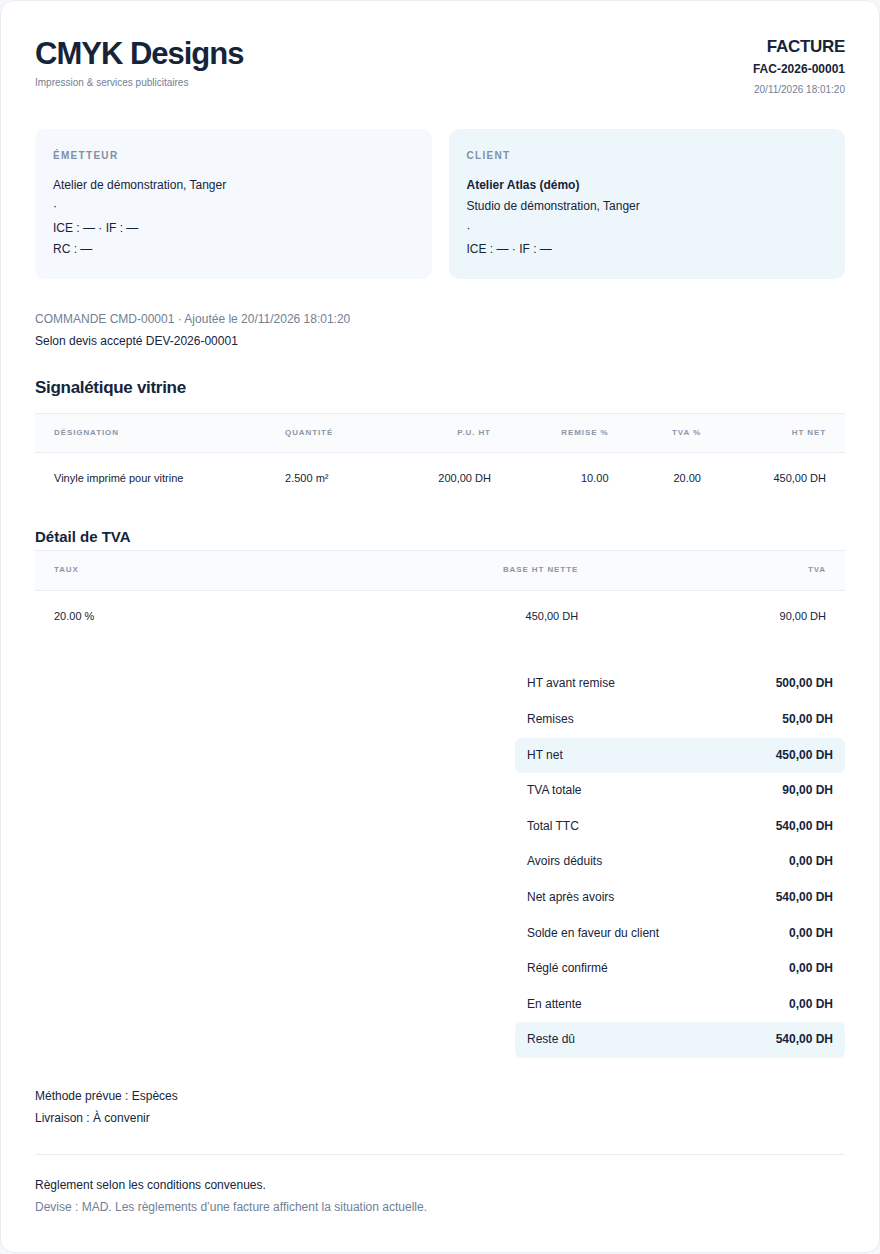 CMYK Designs
Impression & services publicitaires
FACTURE
FAC-2026-00001
20/11/2026 18:01:20
ÉMETTEUR
Atelier de démonstration, Tanger
·
ICE : — · IF : —
RC : —
CLIENT
Atelier Atlas (démo)
Studio de démonstration, Tanger
·
ICE : — · IF : —
COMMANDE CMD-00001 · Ajoutée le 20/11/2026 18:01:20
Selon devis accepté DEV-2026-00001
Signalétique vitrine
DÉSIGNATION QUANTITÉ P.U. HT REMISE % TVA % HT NET
Vinyle imprimé pour vitrine 2.500 m² 200,00 DH 10.00 20.00 450,00 DH
Détail de TVA
TAUX BASE HT NETTE TVA
20.00 % 450,00 DH 90,00 DH
HT avant remise 500,00 DH
Remises 50,00 DH
HT net 450,00 DH
TVA totale 90,00 DH
Total TTC 540,00 DH
Avoirs déduits 0,00 DH
Net après avoirs 540,00 DH
Solde en faveur du client 0,00 DH
Réglé confirmé 0,00 DH
En attente 0,00 DH
Reste dû 540,00 DH
Méthode prévue : Espèces
Livraison : À convenir
Règlement selon les conditions convenues.
Devise : MAD. Les règlements d’une facture affichent la situation actuelle.